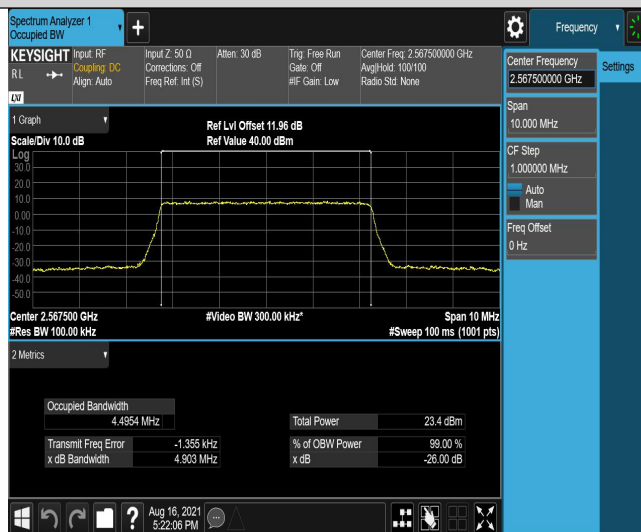 Spectrum Analyzer 1
Occupied BW
+
Frequency
KEYSIGHT
RL
LXI
Input: RF
Coupling: DC
Align: Auto
Input Z: 50 Ω
Corrections: Off
Freq Ref: Int (S)
Atten: 30 dB
Trig: Free Run
Gate: Off
#IF Gain: Low
Center Freq: 2.567500000 GHz
Avg|Hold: 100/100
Radio Std: None
Center Frequency
2.567500000 GHz
Settings
Span
10.000 MHz
CF Step
1.000000 MHz
Auto
Man
Freq Offset
0 Hz
1 Graph
Scale/Div 10.0 dB
Ref Lvl Offset 11.96 dB
Ref Value 40.00 dBm
Log
30.0
20.0
10.0
0.00
-10.0
-20.0
-30.0
-40.0
-50.0
Center 2.567500 GHz
#Video BW 300.00 kHz*
Span 10 MHz
#Res BW 100.00 kHz
#Sweep 100 ms (1001 pts)
2 Metrics
Occupied Bandwidth
4.4954 MHz
Total Power 23.4 dBm
Transmit Freq Error -1.355 kHz
% of OBW Power 99.00 %
x dB Bandwidth 4.903 MHz
x dB -26.00 dB
?
Aug 16, 2021
5:22:06 PM